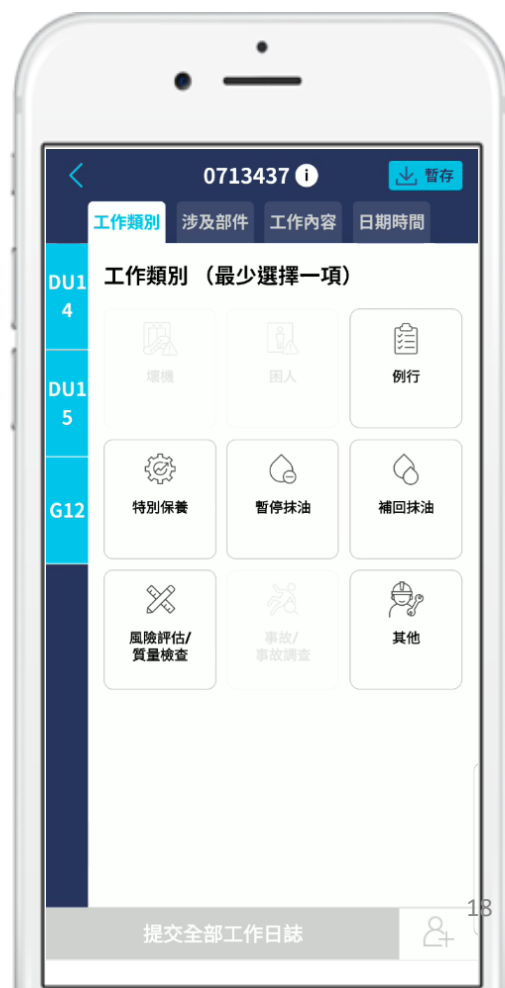 0713437
暫存
工作類別 涉及部件 工作內容 日期時間
DU1
4
DU1
5
G12
工作類別 （最少選擇一項）
壞機
困人
例行
特別保養
暫停抹油
補回抹油
風險評估/
質量檢查
事故/
事故調查
其他
提交全部工作日誌
18